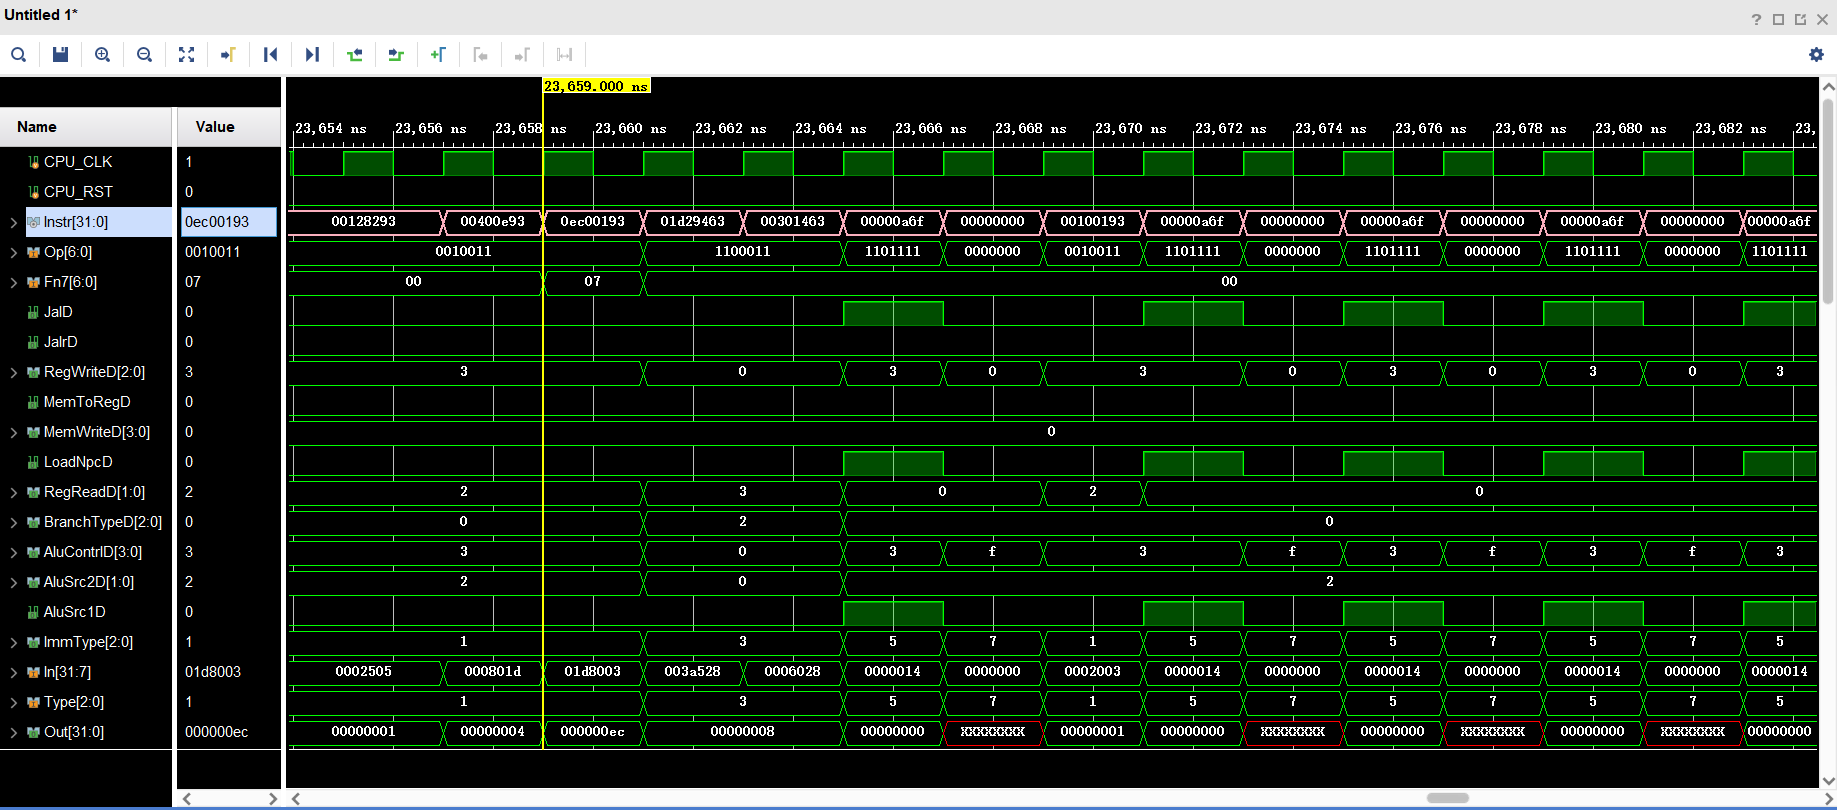 Untitled 1*
23,659.000 ns
Name Value
23,654 ns 23,656 ns 23,658 ns 23,660 ns 23,662 ns 23,664 ns 23,666 ns 23,668 ns 23,670 ns 23,672 ns 23,674 ns 23,676 ns 23,678 ns 23,680 ns 23,682 ns 23,
CPU_CLK 1
CPU_RST 0
Instr[31:0] 0ec00193 00128293 00400e93 0ec00193 01d29463 00301463 00000a6f 00000000 00100193 00000a6f 00000000 00000a6f 00000000 00000a6f 00000000 00000a6f
Op[6:0] 0010011 0010011 1100011 1101111 0000000 0010011 1101111 0000000 1101111 0000000 1101111 0000000 1101111
Fn7[6:0] 07 00 07 00
JalD 0
JalrD 0
RegWriteD[2:0] 3 3 0 3 0 3 0 3 0 3 0 3
MemToRegD 0
MemWriteD[3:0] 0 0
LoadNpcD 0
RegReadD[1:0] 2 2 3 0 2 0
BranchTypeD[2:0] 0 0 2 0
AluContrlD[3:0] 3 3 0 3 f 3 f 3 f 3 f 3
AluSrc2D[1:0] 2 2 0 2
AluSrc1D 0
ImmType[2:0] 1 1 3 5 7 1 5 7 5 7 5 7 5
In[31:7] 01d8003 0002505 000801d 01d8003 003a528 0006028 0000014 0000000 0002003 0000014 0000000 0000014 0000000 0000014 0000000 0000014
Type[2:0] 1 1 3 5 7 1 5 7 5 7 5 7 5
Out[31:0] 000000ec 00000001 00000004 000000ec 00000008 00000000 XXXXXXXX 00000001 00000000 XXXXXXXX 00000000 XXXXXXXX 00000000 XXXXXXXX 00000000